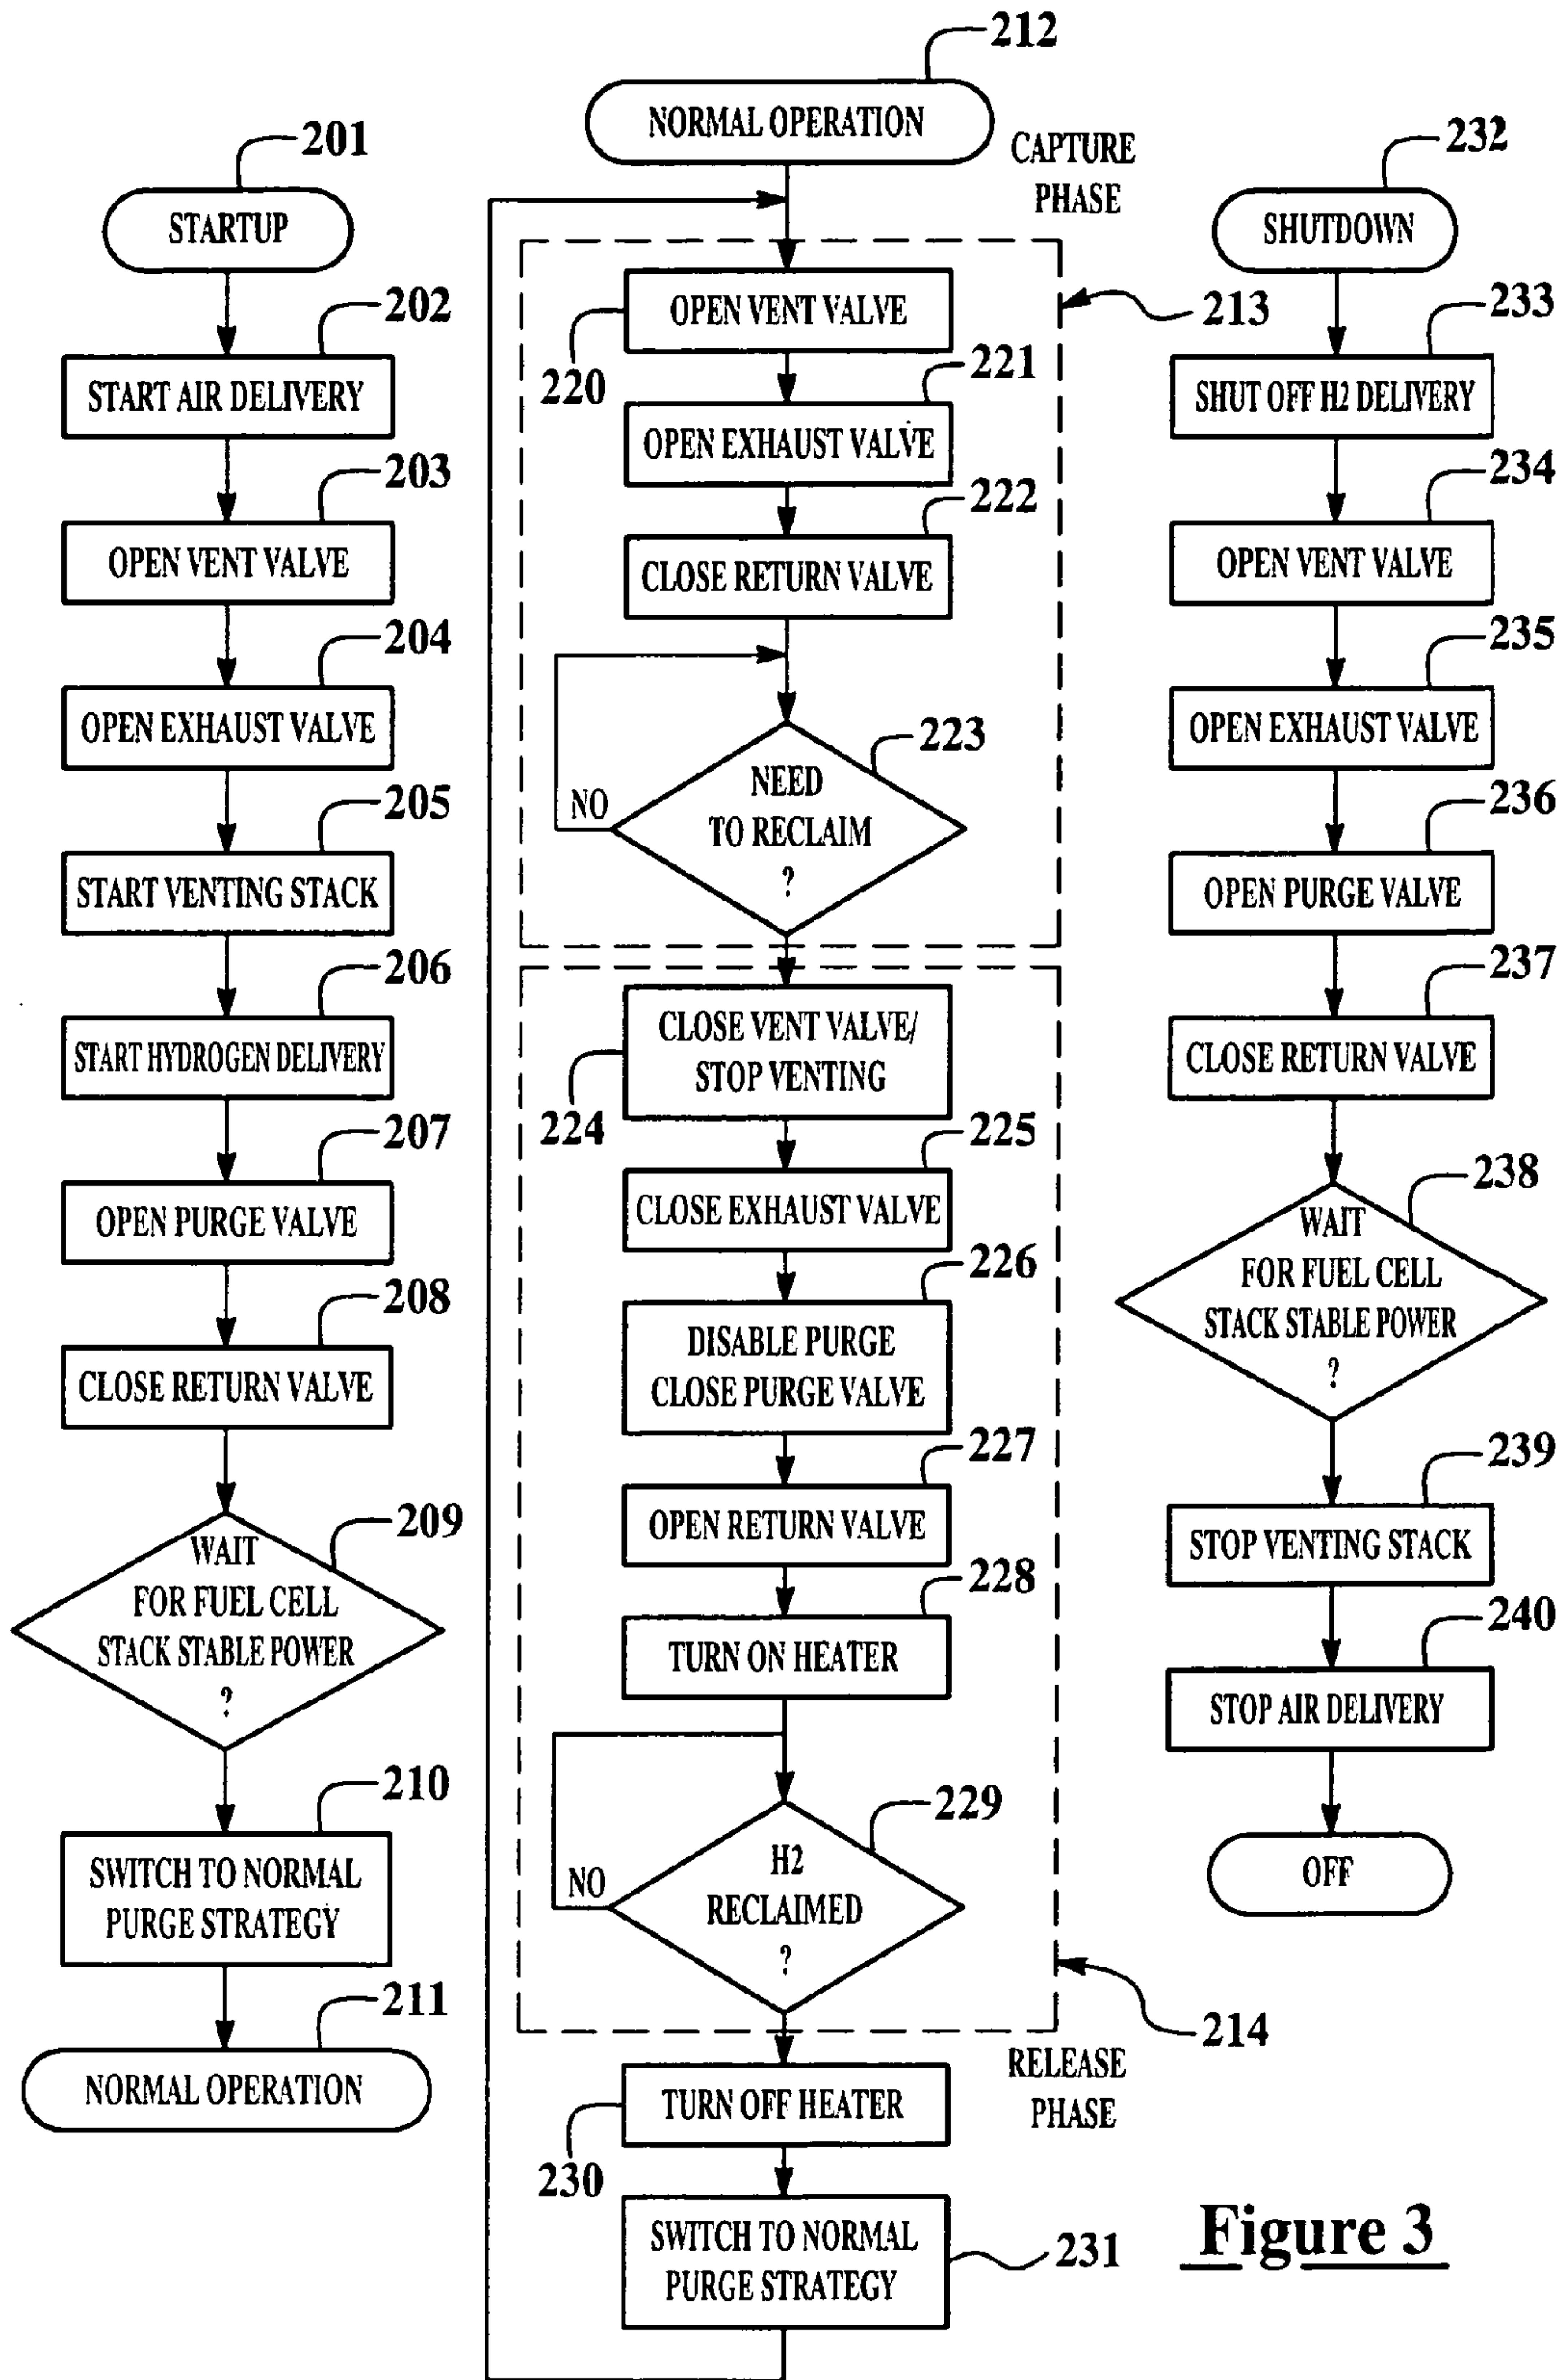 201
STARTUP
202
START AIR DELIVERY
203
OPEN VENT VALVE
204
OPEN EXHAUST VALVE
205
START VENTING STACK
206
START HYDROGEN DELIVERY
207
OPEN PURGE VALVE
208
CLOSE RETURN VALVE
209
WAIT
FOR FUEL CELL
STACK STABLE POWER
?
210
SWITCH TO NORMAL
PURGE STRATEGY
211
NORMAL OPERATION
212
NORMAL OPERATION
CAPTURE
PHASE
213
OPEN VENT VALVE
220
221
OPEN EXHAUST VALVE
222
CLOSE RETURN VALVE
223
NEED
TO RECLAIM
?
NO
CLOSE VENT VALVE/
STOP VENTING
224
225
CLOSE EXHAUST VALVE
226
DISABLE PURGE
CLOSE PURGE VALVE
227
OPEN RETURN VALVE
228
TURN ON HEATER
229
H2
RECLAIMED
?
NO
214
RELEASE
PHASE
TURN OFF HEATER
230
SWITCH TO NORMAL
PURGE STRATEGY
231
232
SHUTDOWN
233
SHUT OFF H2 DELIVERY
234
OPEN VENT VALVE
235
OPEN EXHAUST VALVE
236
OPEN PURGE VALVE
237
CLOSE RETURN VALVE
238
WAIT
FOR FUEL CELL
STACK STABLE POWER
?
239
STOP VENTING STACK
240
STOP AIR DELIVERY
OFF
Figure 3